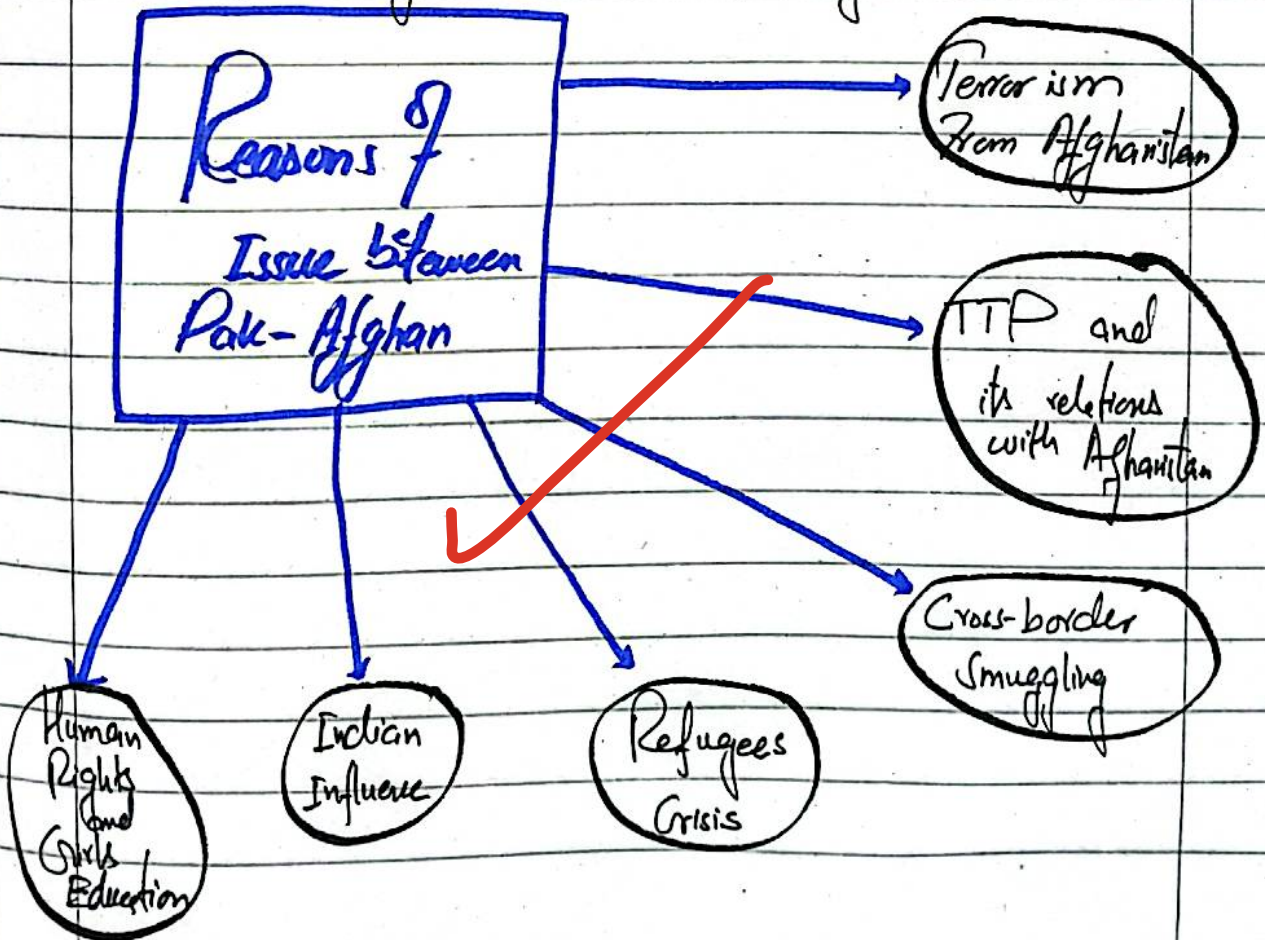 Reasons of
Issue between
Pak-Afghan
Terrorism
From Afghanistan
TTP and
its relations
with Afghanistan
Cross-border
Smuggling
Refugees
Crisis
Indian
Influence
Human
Rights
and
Girls
Education